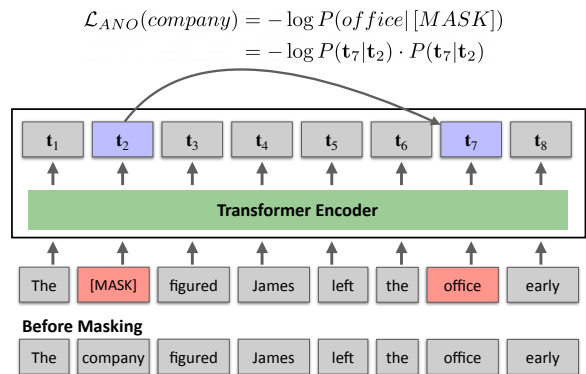 ℒ_ANO(company) = − log P(office| [MASK])
= − log P(t₇|t₂) · P(t₇|t₂)
t₁ t₂ t₃ t₄ t₅ t₆ t₇ t₈
Transformer Encoder
The [MASK] figured James left the office early
Before Masking
The company figured James left the office early